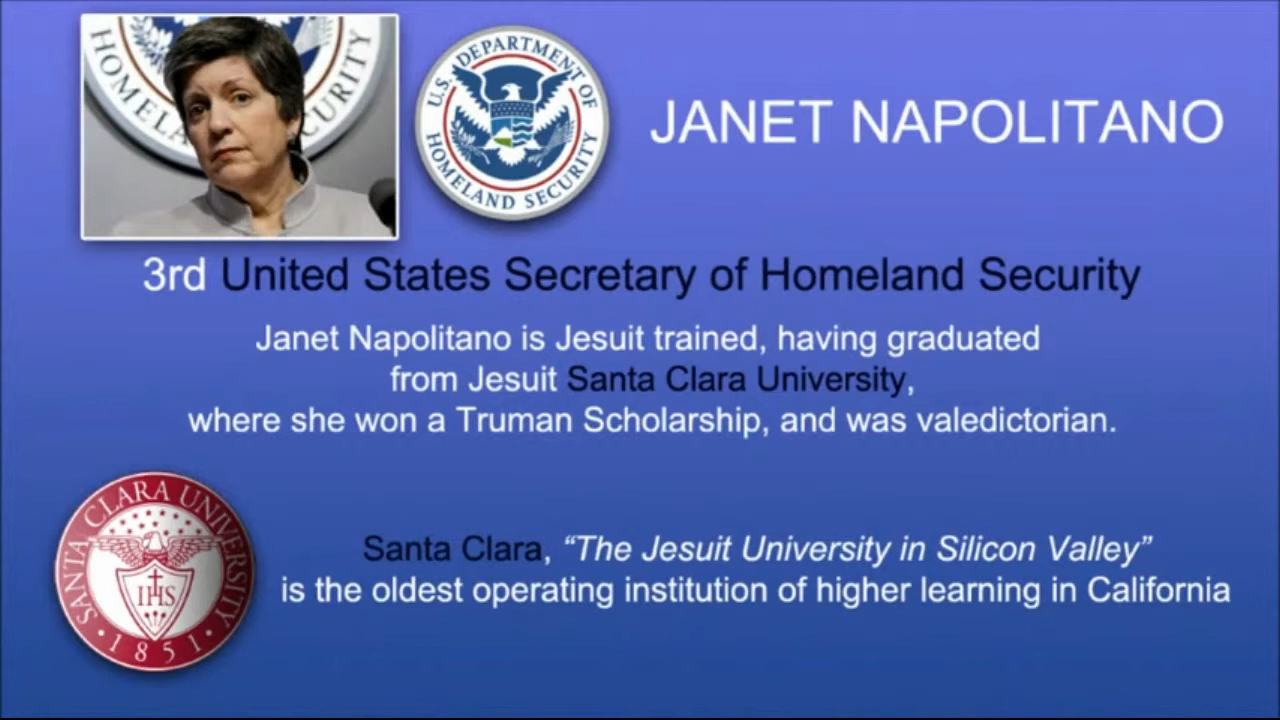 HOMELA
CURITY
U.S. DEPARTMENT OF
HOMELAND SECURITY
JANET NAPOLITANO
3rd United States Secretary of Homeland Security
Janet Napolitano is Jesuit trained, having graduated
from Jesuit Santa Clara University,
where she won a Truman Scholarship, and was valedictorian.
SANTA CLARA UNIVERSITY
IHS
· 1851 ·
Santa Clara, “The Jesuit University in Silicon Valley”
is the oldest operating institution of higher learning in California